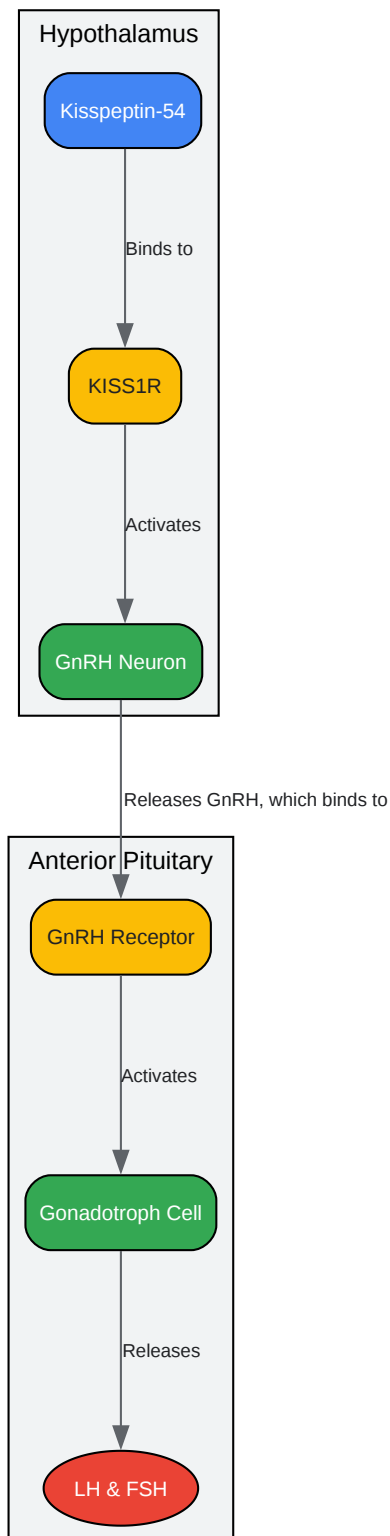 Hypothalamus
Kisspeptin-54
Binds to
KISS1R
Activates
GnRH Neuron
Releases GnRH, which binds to
Anterior Pituitary
GnRH Receptor
Activates
Gonadotroph Cell
Releases
LH & FSH